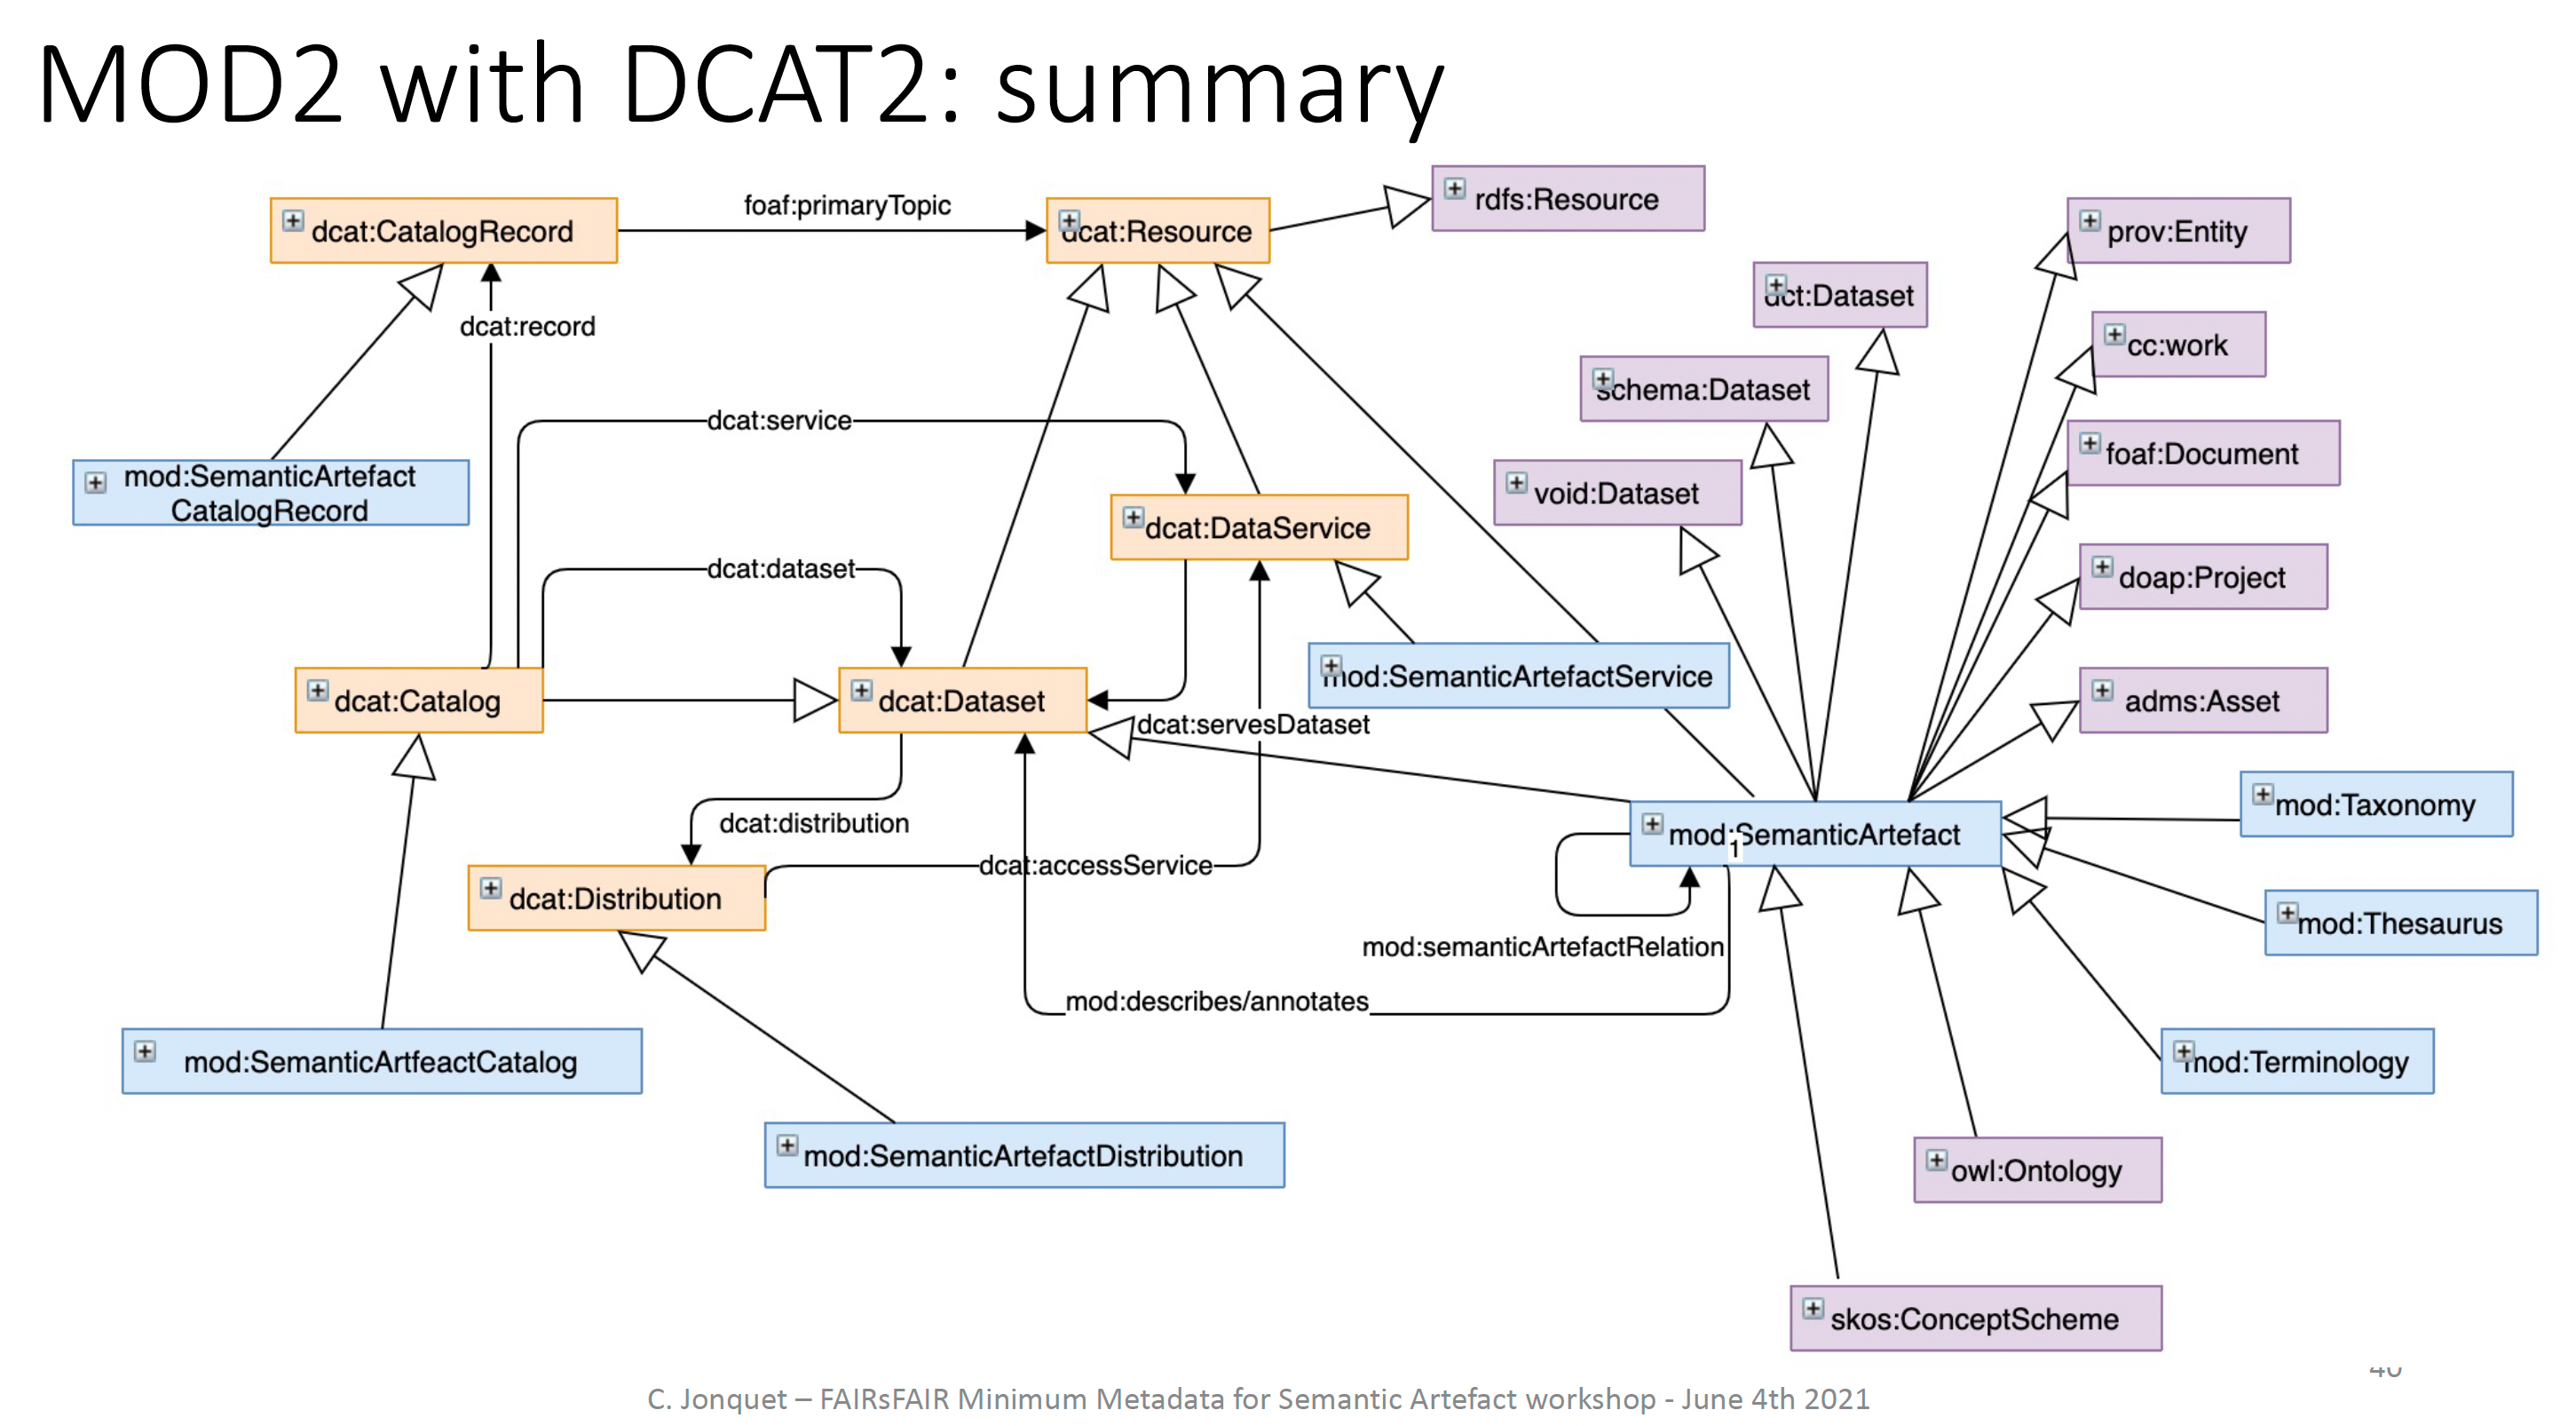 MOD2 with DCAT2: summary
rdfs:Resource
foaf:primaryTopic
dcat:CatalogRecord
dcat:Resource
prov:Entity
dct:Dataset
dcat:record
cc:work
schema:Dataset
dcat:service
foaf:Document
mod:SemanticArtefact
CatalogRecord
void:Dataset
dcat:DataService
dcat:dataset
doap:Project
mod:SemanticArtefactService
dcat:Catalog
dcat:Dataset
adms:Asset
dcat:servesDataset
mod:Taxonomy
dcat:distribution
mod:SemanticArtefact
1
dcat:accessService
dcat:Distribution
mod:Thesaurus
mod:semanticArtefactRelation
mod:describes/annotates
mod:SemanticArtfeactCatalog
mod:Terminology
mod:SemanticArtefactDistribution
owl:Ontology
skos:ConceptScheme
C. Jonquet – FAIRsFAIR Minimum Metadata for Semantic Artefact workshop - June 4th 2021